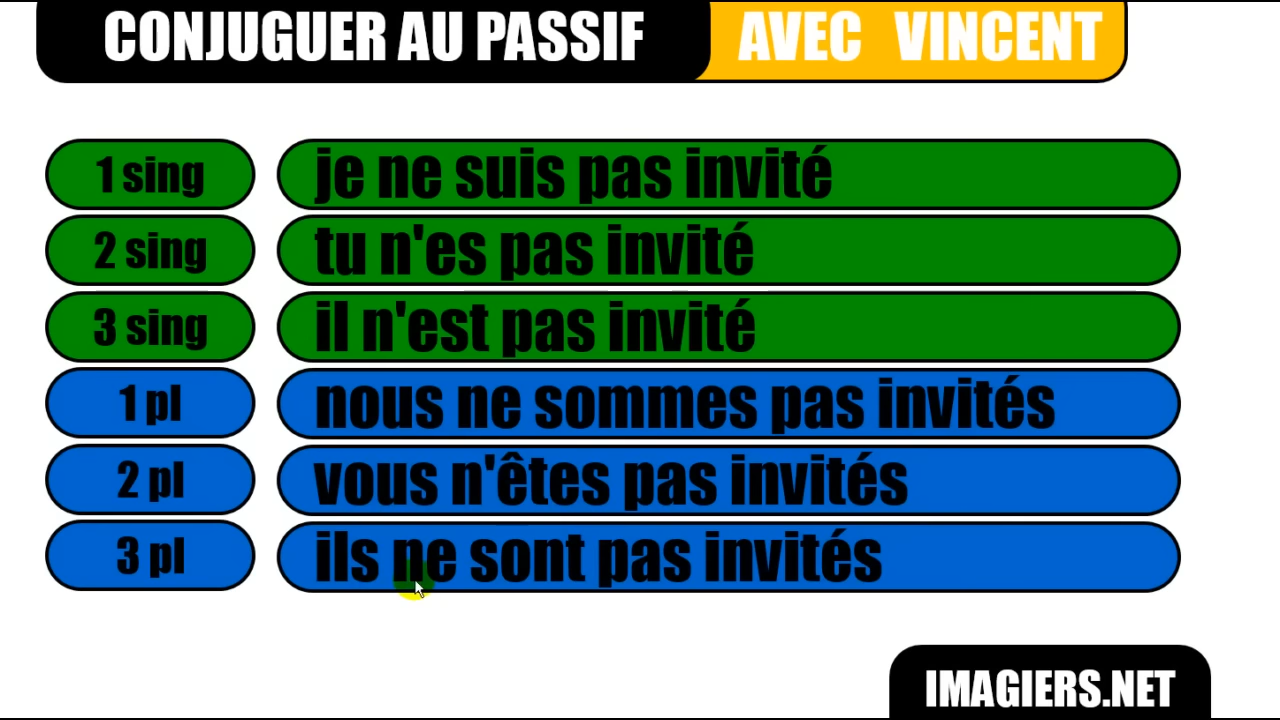 CONJUGUER AU PASSIF AVEC VINCENT
1 sing je ne suis pas invité
2 sing tu n'es pas invité
3 sing il n'est pas invité
1 pl nous ne sommes pas invités
2 pl vous n'êtes pas invités
3 pl ils ne sont pas invités
IMAGIERS.NET